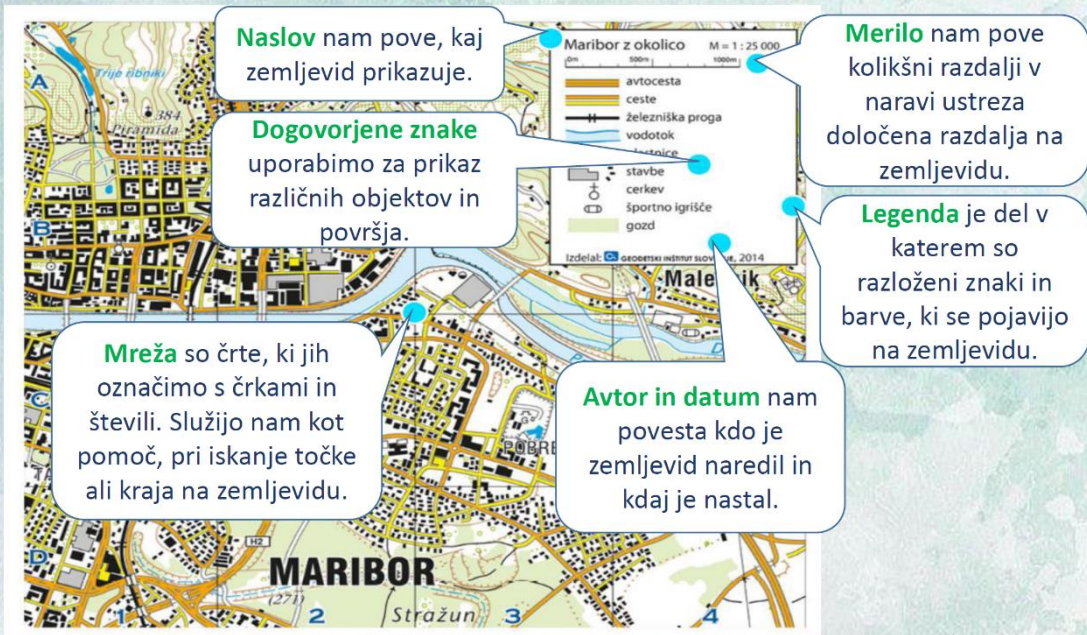 Naslov nam pove, kaj
zemljevid prikazuje.
Maribor z okolico M = 1 : 25 000
0m 500m 1000m
avtocesta
ceste
železniška proga
vodotok
stavbe
cerkev
športno igrišče
gozd
Izdelal: GEODETSKI INŠTITUT SLOVENIJE, 2014
Merilo nam pove
kolikšni razdalji v
naravi ustreza
določena razdalja na
zemljevidu.
Dogovorjene znake
uporabimo za prikaz
različnih objektov in
površja.
Legenda je del v
katerem so
razloženi znaki in
barve, ki se pojavijo
na zemljevidu.
Mreža so črte, ki jih
označimo s črkami in
števili. Služijo nam kot
pomoč, pri iskanje točke
ali kraja na zemljevidu.
Avtor in datum nam
povesta kdo je
zemljevid naredil in
kdaj je nastal.
A
Trije ribniki
384
Piramida
B
C
POBRE
D
H2
MARIBOR
(271)
Stražun
1 2 3 4